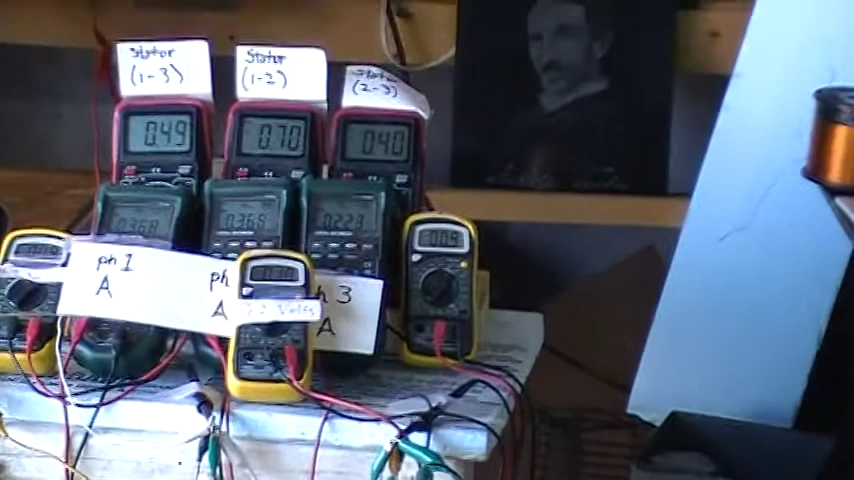 Stator
(1-3)
Stator
(1-2)
Stator
(2-3)
0.49
0.70
0.40
0.368
0.368
0.223
ph 1
A
ph
A
h 3
A
Volts